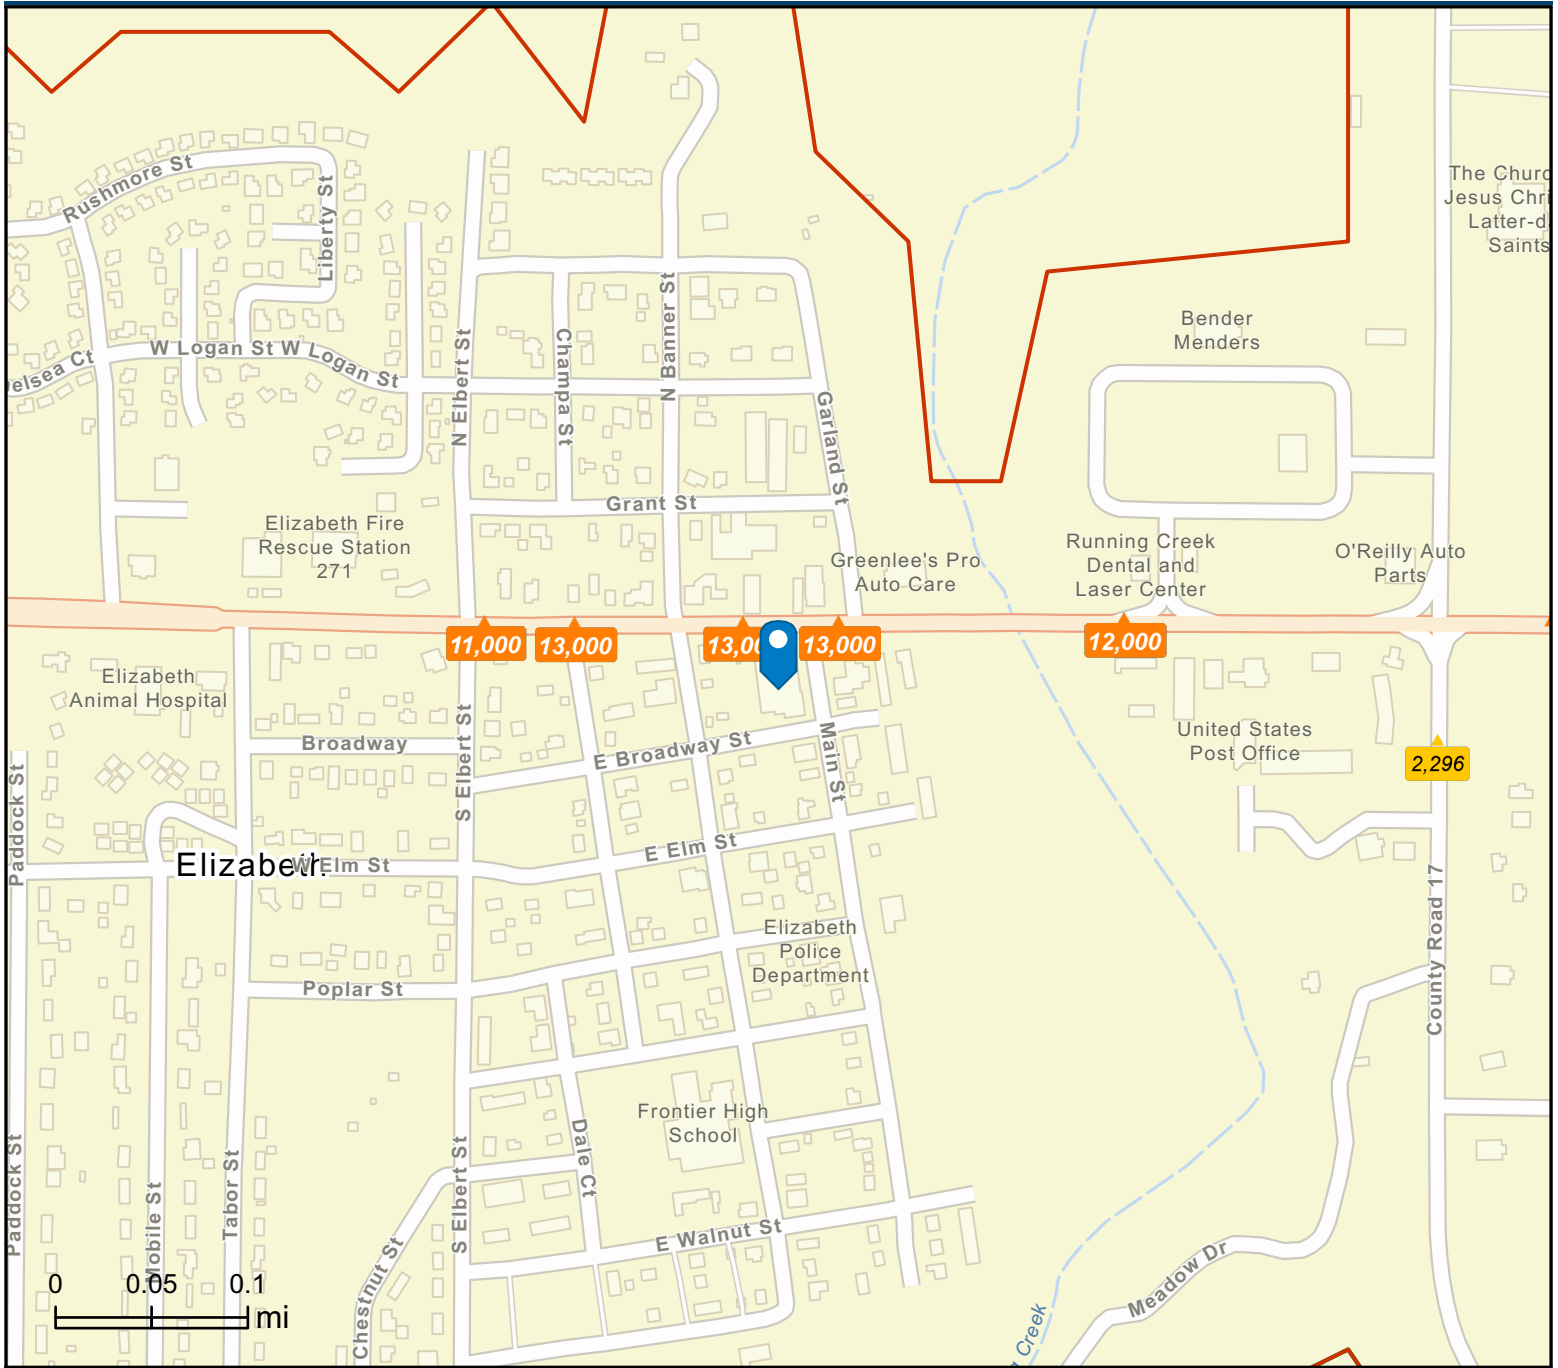 Rushmore St
Liberty St
The Churc
Jesus Chri
Latter-d
Saints
N Banner St
Bender
Menders
W Logan St
W Logan St
elsea Ct
N Elbert St
Champa St
Garland St
Grant St
Elizabeth Fire
Rescue Station
271
Greenlee's Pro
Auto Care
Running Creek
Dental and
Laser Center
O'Reilly Auto
Parts
11,000
13,000
13,00
13,000
12,000
Elizabeth
Animal Hospital
Broadway
S Elbert St
E Broadway St
Main St
United States
Post Office
2,296
Paddock St
Elizabeth
W Elm St
E Elm St
Elizabeth
Police
Department
County Road 17
Poplar St
Frontier High
School
Dale Ct
Paddock St
Mobile St
Tabor St
S Elbert St
Chestnut St
E Walnut St
Meadow Dr
Creek
0 0.05 0.1
mi